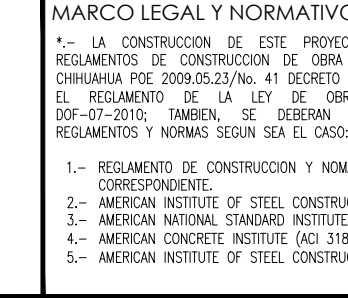 MARCO LEGAL Y NORMATIVO
*.– LA CONSTRUCCION DE ESTE PROYEC
REGLAMENTOS DE CONSTRUCCION DE OBRA
CHIHUAHUA POE 2009.05.23/No. 41 DECRETO
EL REGLAMENTO DE LA LEY DE OBR
DOF–07–2010; TAMBIEN, SE DEBERAN
REGLAMENTOS Y NORMAS SEGUN SEA EL CASO:
1.– REGLAMENTO DE CONSTRUCCION Y NOM
CORRESPONDIENTE.
2.– AMERICAN INSTITUTE OF STEEL CONSTRUC
3.– AMERICAN NATIONAL STANDARD INSTITUTE
4.– AMERICAN CONCRETE INSTITUTE (ACI 318
5.– AMERICAN INSTITUTE OF STEEL CONSTRUC